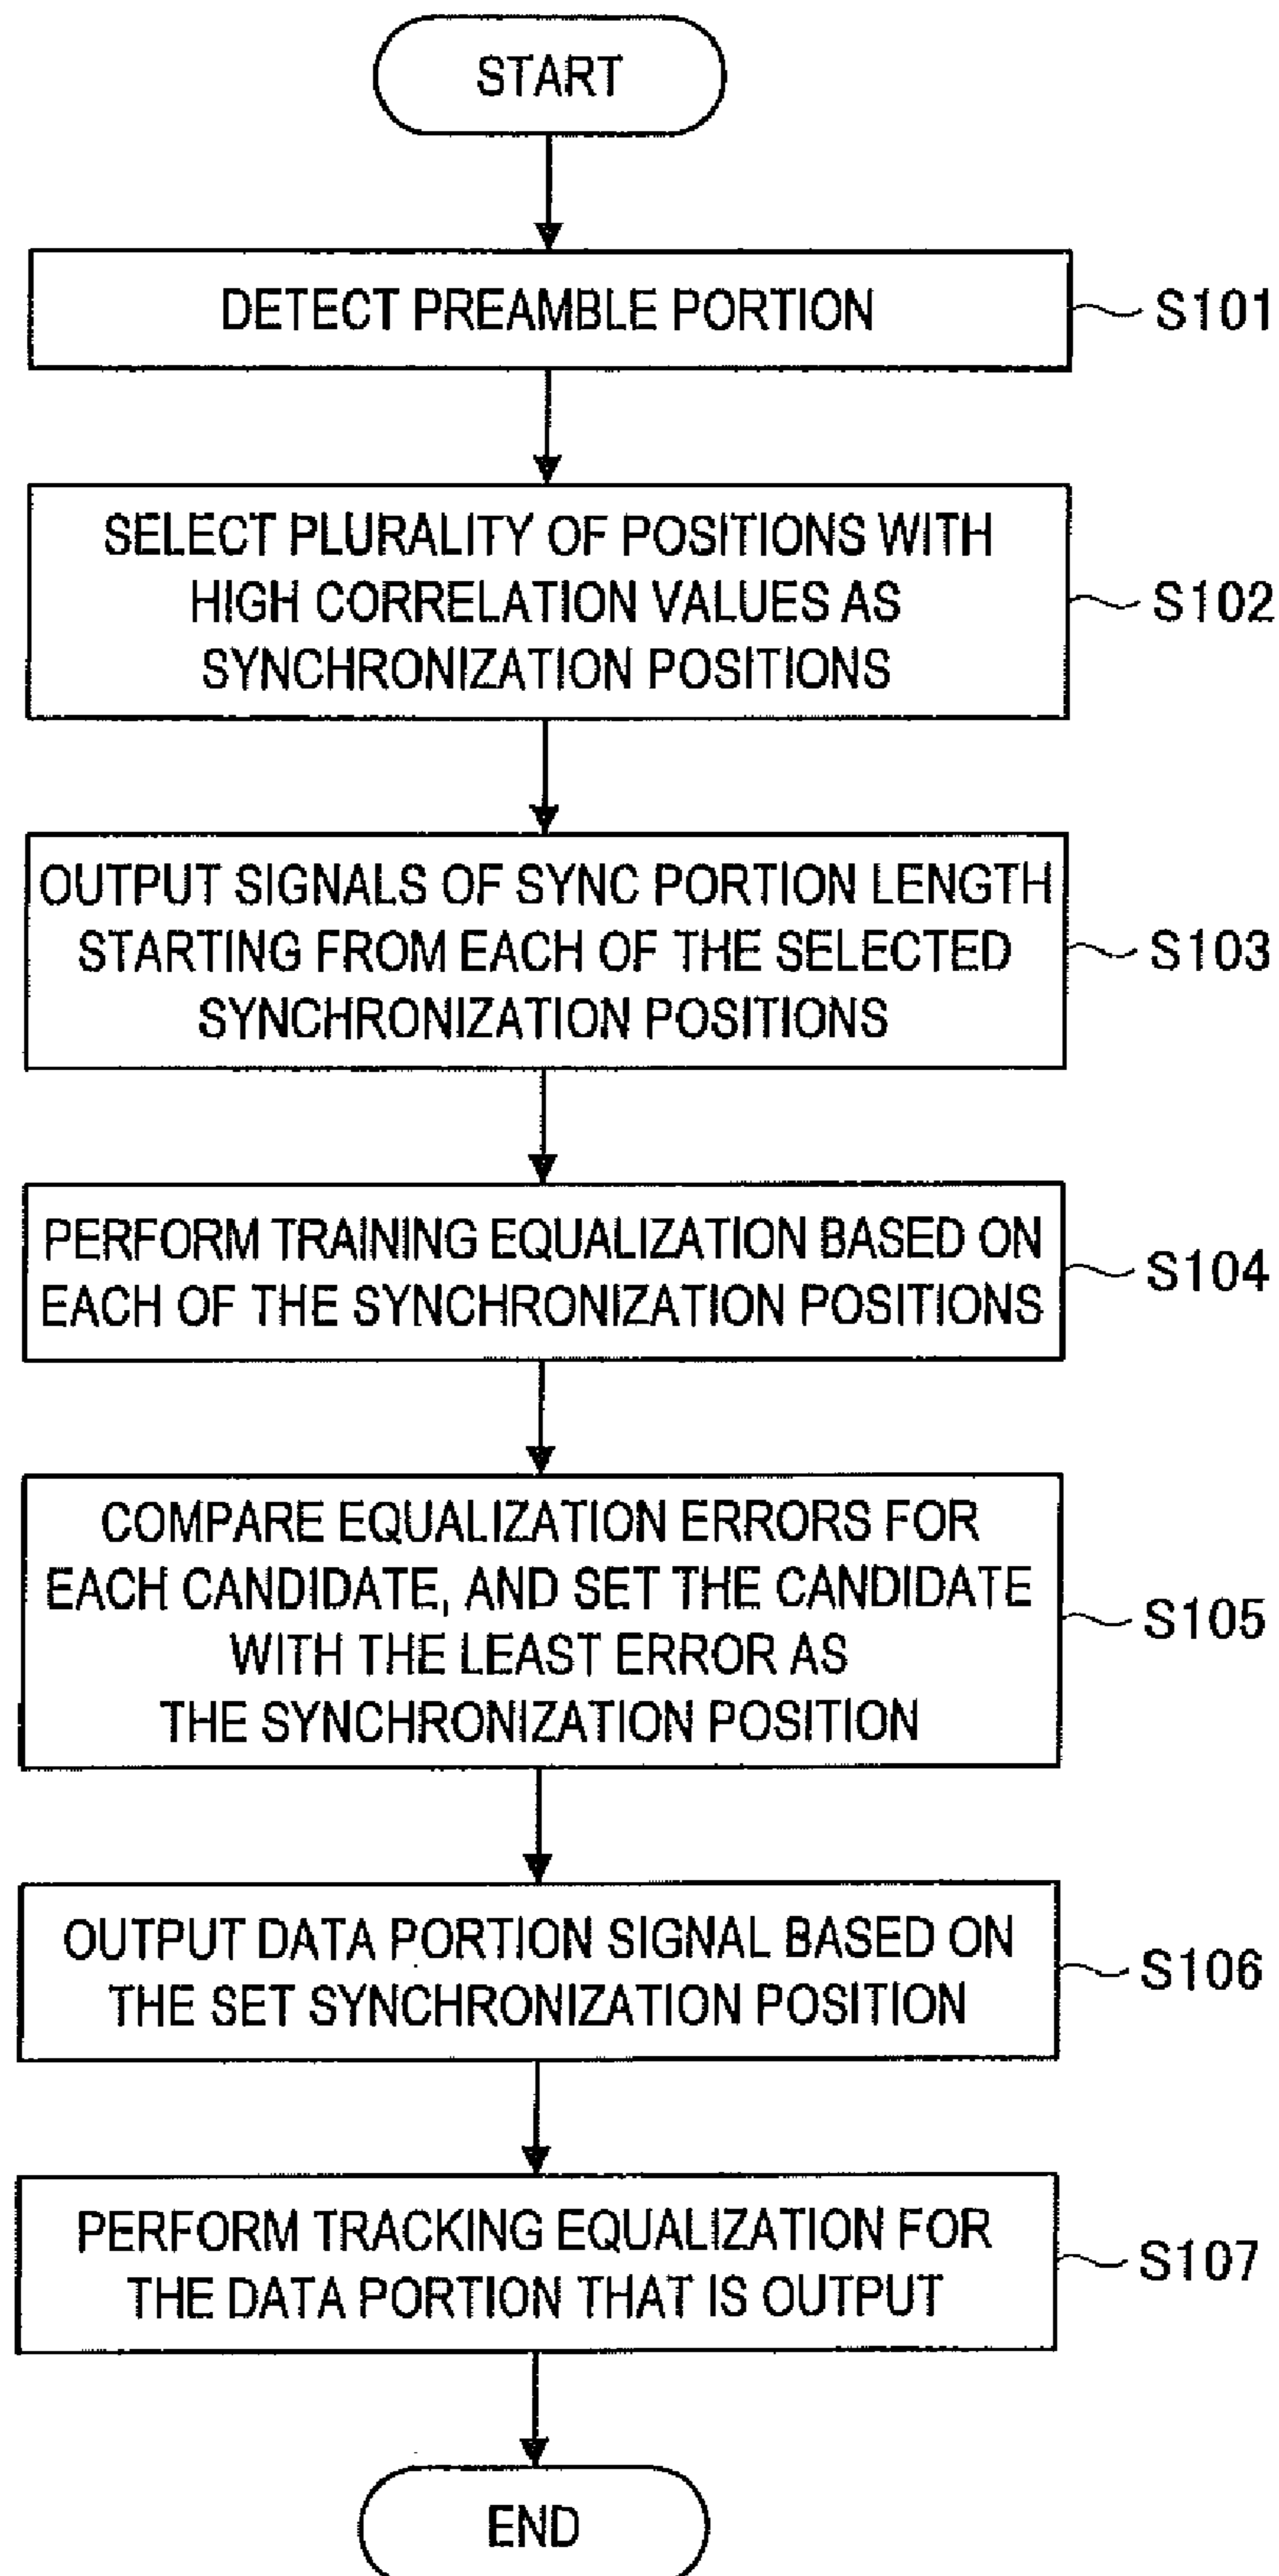 START
DETECT PREAMBLE PORTION
S101
SELECT PLURALITY OF POSITIONS WITH
HIGH CORRELATION VALUES AS
SYNCHRONIZATION POSITIONS
S102
OUTPUT SIGNALS OF SYNC PORTION LENGTH
STARTING FROM EACH OF THE SELECTED
SYNCHRONIZATION POSITIONS
S103
PERFORM TRAINING EQUALIZATION BASED ON
EACH OF THE SYNCHRONIZATION POSITIONS
S104
COMPARE EQUALIZATION ERRORS FOR
EACH CANDIDATE, AND SET THE CANDIDATE
WITH THE LEAST ERROR AS
THE SYNCHRONIZATION POSITION
S105
OUTPUT DATA PORTION SIGNAL BASED ON
THE SET SYNCHRONIZATION POSITION
S106
PERFORM TRACKING EQUALIZATION FOR
THE DATA PORTION THAT IS OUTPUT
S107
END